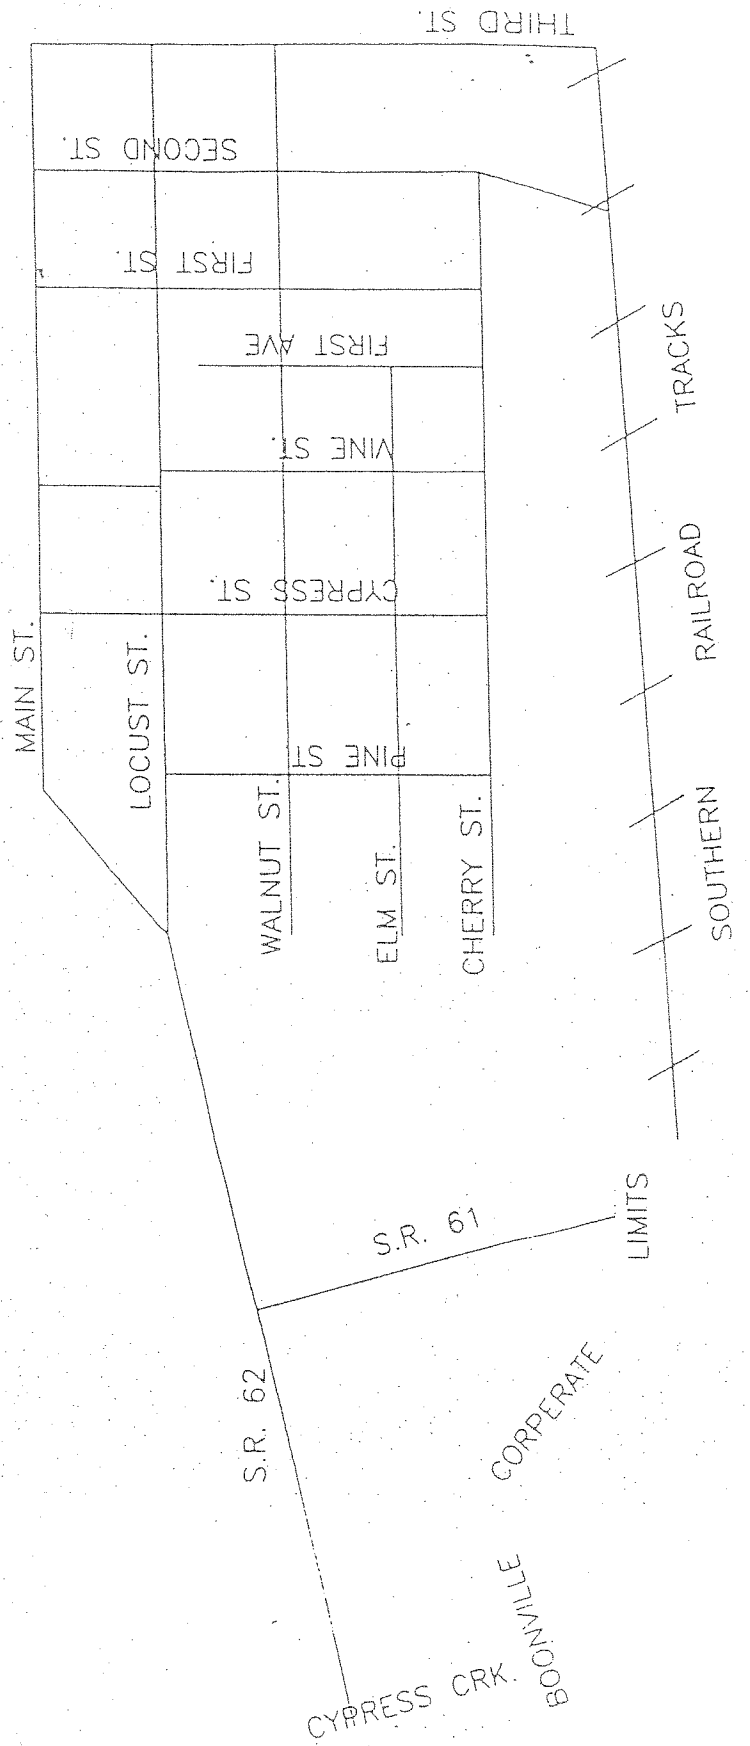 THIRD ST.
SECOND ST.
FIRST ST.
FIRST AVE
VINE ST.
CYPRESS ST.
PINE ST
MAIN ST.
LOCUST ST.
WALNUT ST.
ELM ST.
CHERRY ST.
SOUTHERN RAILROAD TRACKS
S.R. 61
S.R. 62
CYPRESS CRK.
BOONVILLE CORPERATE LIMITS